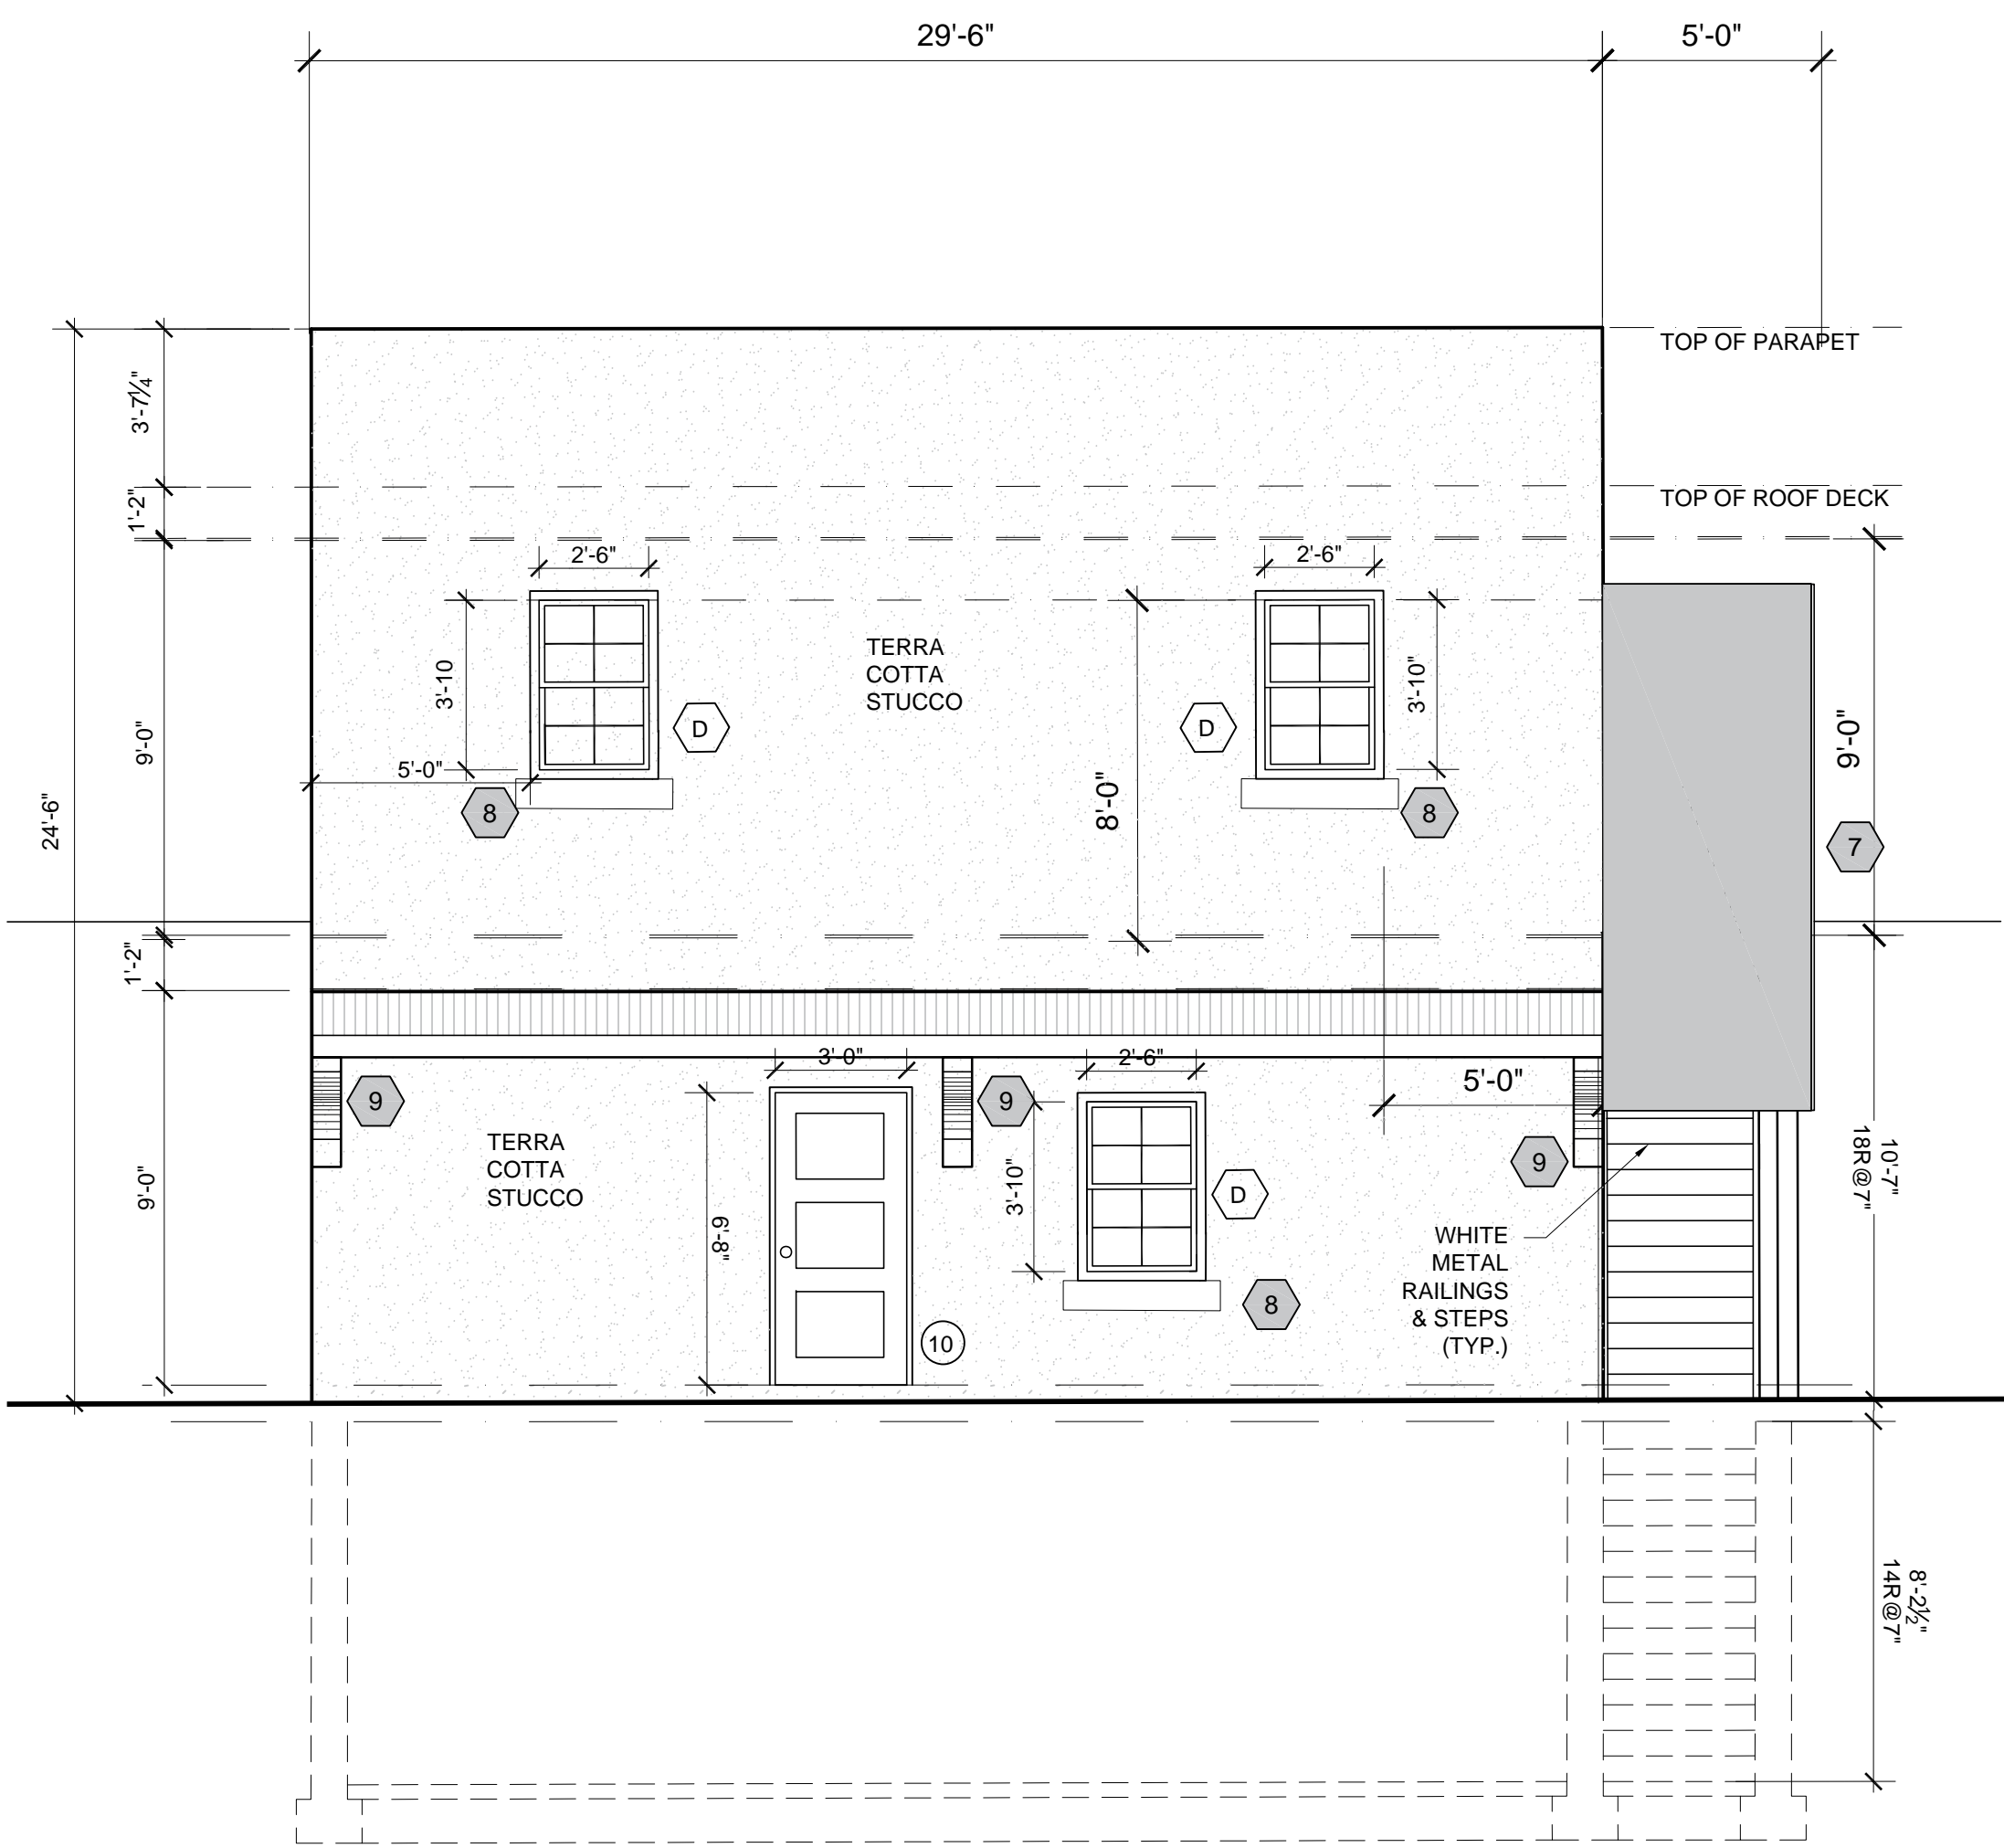 29'-6"
5'-0"
TOP OF PARAPET
3'-7¼"
TOP OF ROOF DECK
1'-2"
2'-6"
2'-6"
24'-6"
9'-0"
3'-10
TERRA
COTTA
STUCCO
D
D
3'-10"
9'-0"
5'-0"
8
8'-0"
8
7
1'-2"
3'-0"
2'-6"
5'-0"
9
9
9
9'-0"
TERRA
COTTA
STUCCO
6'-8"
3'-10"
D
10'-7"
18R@7"
WHITE
METAL
RAILINGS
& STEPS
(TYP.)
8
10
8'-2½"
14R@7"